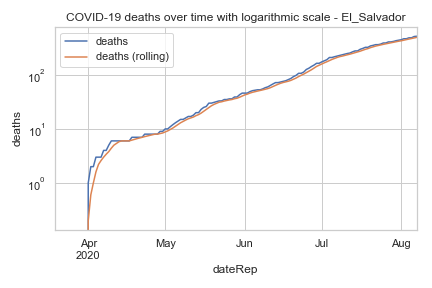 COVID-19 deaths over time with logarithmic scale - El_Salvador
deaths
deaths (rolling)
10²
10¹
10⁰
deaths
Apr
2020
May
Jun
Jul
Aug
dateRep